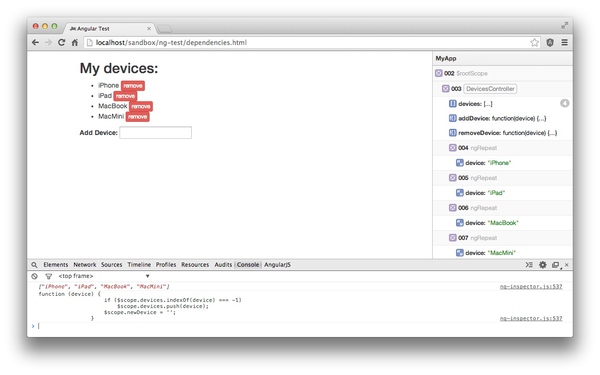 Angular Test
localhost/sandbox/ng-test/dependencies.html
My devices:
iPhone remove
iPad remove
MacBook remove
MacMini remove
Add Device:
MyApp
002 $rootScope
003 DevicesController
devices: [...] 4
addDevice: function(device) {...}
removeDevice: function(device) {...}
004 ngRepeat
device: "iPhone"
005 ngRepeat
device: "iPad"
006 ngRepeat
device: "MacBook"
007 ngRepeat
device: "MacMini"
Elements Network Sources Timeline Profiles Resources Audits Console AngularJS
<top frame>
["iPhone", "iPad", "MacBook", "MacMini"] ng-inspector.js:537
function (device) {
if ($scope.devices.indexOf(device) === -1)
$scope.devices.push(device);
$scope.newDevice = '';
} ng-inspector.js:537